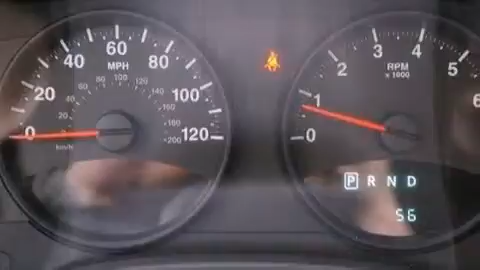 0 20 40 60 80 100 120
MPH
20 40 60 80 100 120 140 160 180 200
km/h
0 1 2 3 4 5 6
RPM
x 1000
P R N D
56